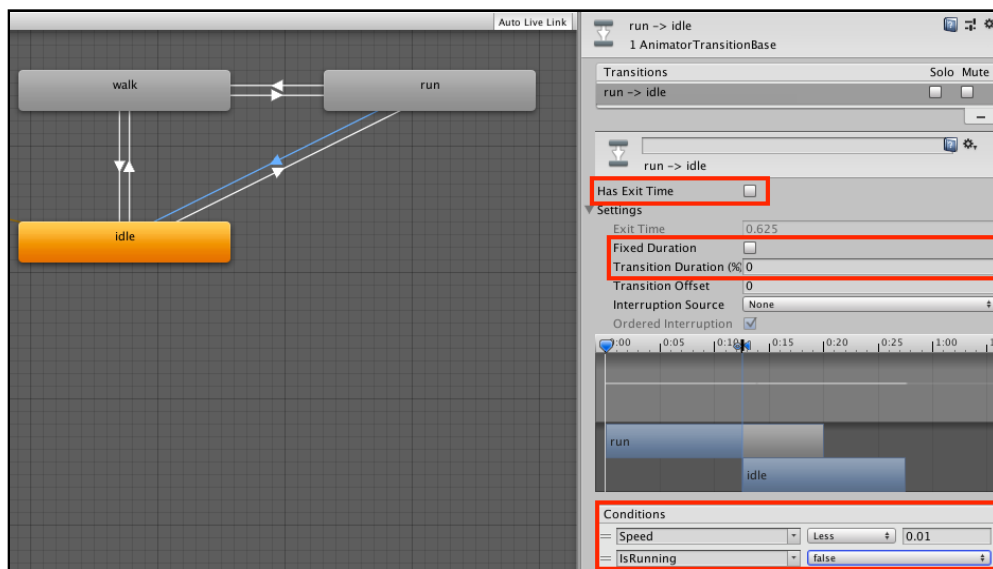 Auto Live Link
walk
run
idle
run -> idle
1 AnimatorTransitionBase
Transitions Solo Mute
run -> idle
run -> idle
Has Exit Time
Settings
Exit Time 0.625
Fixed Duration
Transition Duration (% 0
Transition Offset 0
Interruption Source None
Ordered Interruption
0:00 0:05 0:10 0:15 0:20 0:25 1:00
run
idle
Conditions
Speed Less 0.01
IsRunning false